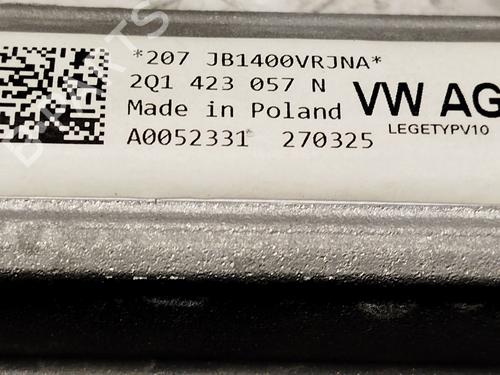 *207 JB1400VRJNA*
2Q1 423 057 N
Made in Poland
VW AG
LEGETYPV10
A0052331 270325